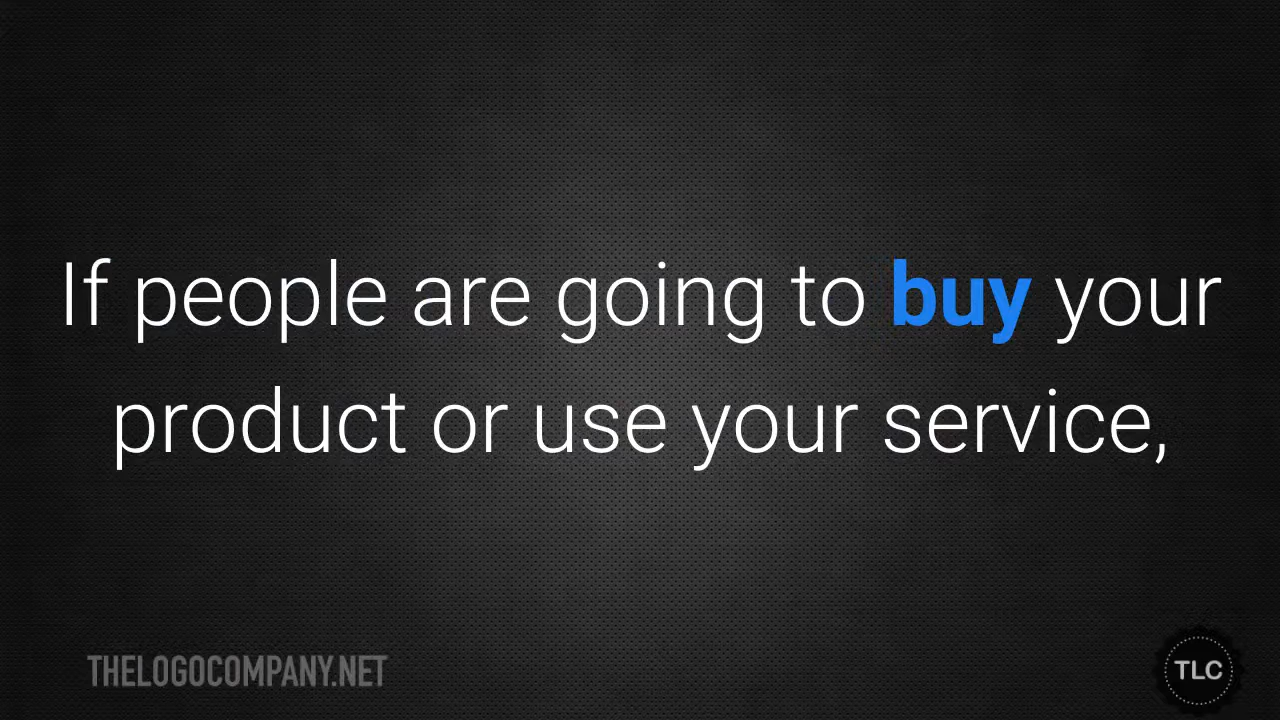 If people are going to buy your
product or use your service,
THELOGOCOMPANY.NET
TLC